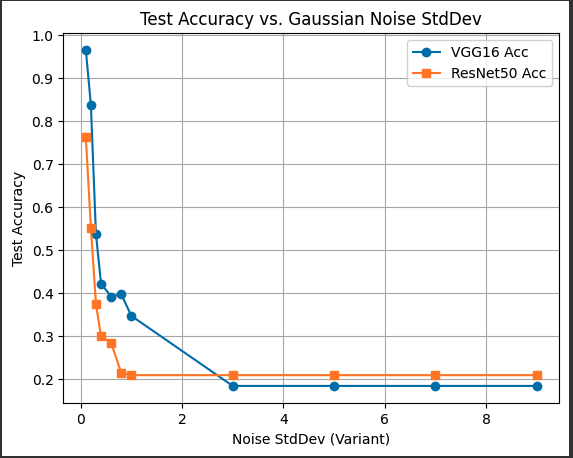 Test Accuracy vs. Gaussian Noise StdDev
VGG16 Acc
ResNet50 Acc
1.0
0.9
0.8
0.7
0.6
0.5
0.4
0.3
0.2
Test Accuracy
0 2 4 6 8
Noise StdDev (Variant)